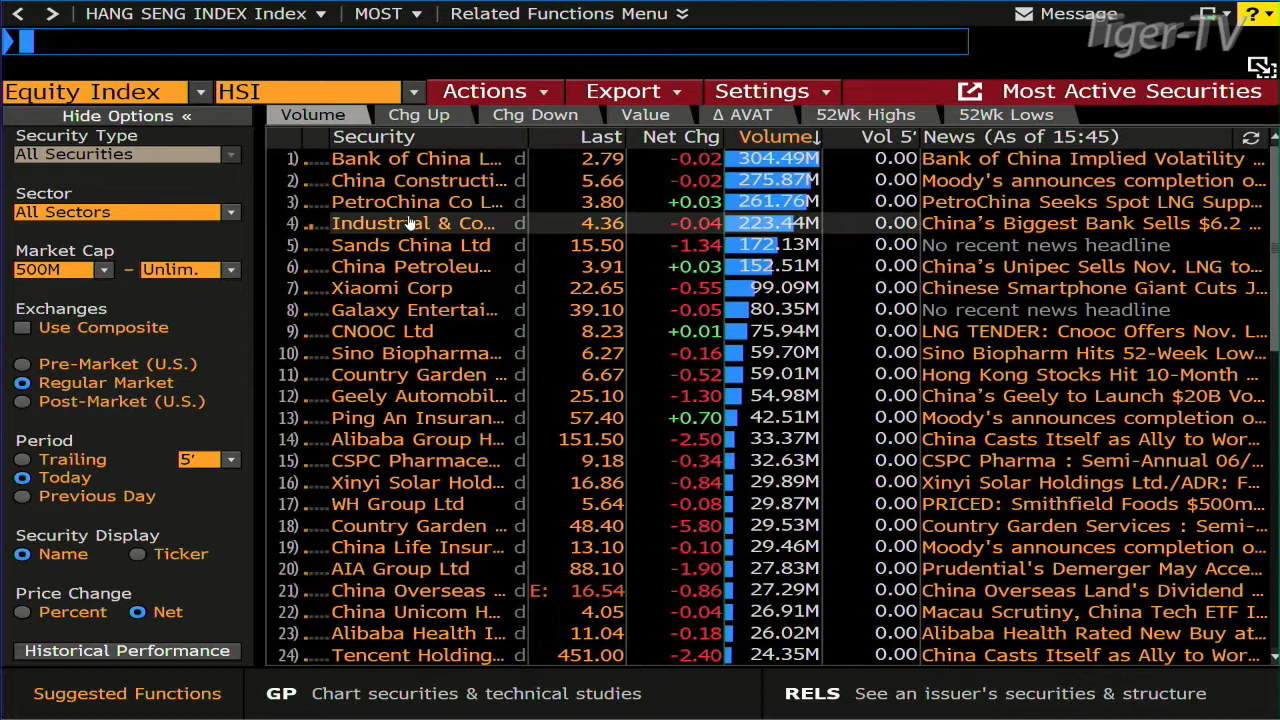 < > HANG SENG INDEX Index MOST Related Functions Menu Message ?
Tiger-TV
Equity Index HSI Actions Export Settings Most Active Securities
Hide Options «
Volume Chg Up Chg Down Value Δ AVAT 52Wk Highs 52Wk Lows
Security Type
All Securities
Sector
All Sectors
Market Cap
500M – Unlim.
Exchanges
Use Composite
Pre-Market (U.S.)
Regular Market
Post-Market (U.S.)
Period
Trailing 5'
Today
Previous Day
Security Display
Name Ticker
Price Change
Percent Net
Historical Performance
Security Last Net Chg Volume↓ Vol 5' News (As of 15:45)
1) Bank of China L... d 2.79 -0.02 304.49M 0.00 Bank of China Implied Volatility ...
2) China Constructi... d 5.66 -0.02 275.87M 0.00 Moody's announces completion o...
3) PetroChina Co L... d 3.80 +0.03 261.76M 0.00 PetroChina Seeks Spot LNG Supp...
4) Industrial & Co... d 4.36 -0.04 223.44M 0.00 China's Biggest Bank Sells $6.2 ...
5) Sands China Ltd d 15.50 -1.34 172.13M 0.00 No recent news headline
6) China Petroleu... d 3.91 +0.03 152.51M 0.00 China's Unipec Sells Nov. LNG to...
7) Xiaomi Corp d 22.65 -0.55 99.09M 0.00 Chinese Smartphone Giant Cuts J...
8) Galaxy Entertai... d 39.10 -0.05 80.35M 0.00 No recent news headline
9) CNOOC Ltd d 8.23 +0.01 75.94M 0.00 LNG TENDER: Cnooc Offers Nov. L...
10) Sino Biopharma... d 6.27 -0.16 59.70M 0.00 Sino Biopharm Hits 52-Week Low...
11) Country Garden ... d 6.67 -0.52 59.01M 0.00 Hong Kong Stocks Hit 10-Month ...
12) Geely Automobil... d 25.10 -1.30 54.98M 0.00 China's Geely to Launch $20B Vo...
13) Ping An Insuran... d 57.40 +0.70 42.51M 0.00 Moody's announces completion o...
14) Alibaba Group H... d 151.50 -2.50 33.37M 0.00 China Casts Itself as Ally to Wor...
15) CSPC Pharmace... d 9.18 -0.34 32.63M 0.00 CSPC Pharma : Semi-Annual 06/...
16) Xinyi Solar Hold... d 16.86 -0.84 29.89M 0.00 Xinyi Solar Holdings Ltd./ADR: F...
17) WH Group Ltd d 5.64 -0.08 29.87M 0.00 PRICED: Smithfield Foods $500m...
18) Country Garden ... d 48.40 -5.80 29.53M 0.00 Country Garden Services : Semi-...
19) China Life Insur... d 13.10 -0.10 29.46M 0.00 Moody's announces completion o...
20) AIA Group Ltd d 88.10 -1.90 27.83M 0.00 Prudential's Demerger May Acce...
21) China Overseas ... d E: 16.54 -0.86 27.29M 0.00 China Overseas Land's Dividend ...
22) China Unicom H... d 4.05 -0.04 26.91M 0.00 Macau Scrutiny, China Tech ETF I...
23) Alibaba Health I... d 11.04 -0.18 26.02M 0.00 Alibaba Health Rated New Buy at...
24) Tencent Holding... d 451.00 -2.40 24.35M 0.00 China Casts Itself as Ally to Wor...
Suggested Functions GP Chart securities & technical studies RELS See an issuer's securities & structure